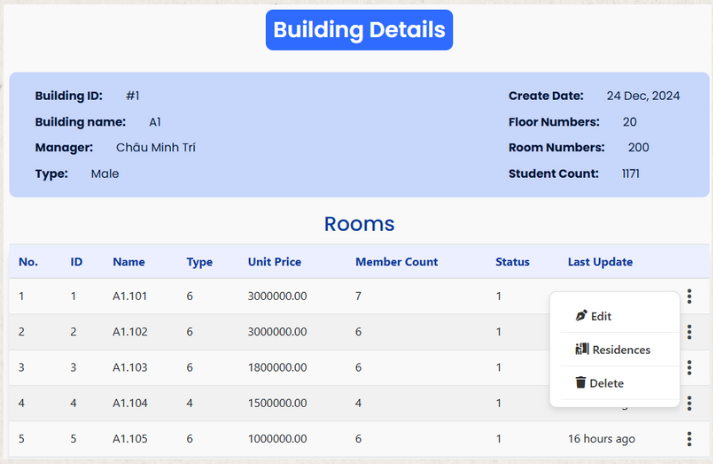 Building Details
Building ID: #1
Create Date: 24 Dec, 2024
Building name: A1
Floor Numbers: 20
Manager: Châu Minh Trí
Room Numbers: 200
Type: Male
Student Count: 1171
Rooms
No. ID Name Type Unit Price Member Count Status Last Update
1 1 A1.101 6 3000000.00 7 1
2 2 A1.102 6 3000000.00 6 1
3 3 A1.103 6 1800000.00 6 1
4 4 A1.104 4 1500000.00 4 1
5 5 A1.105 6 1000000.00 6 1 16 hours ago
Edit
Residences
Delete